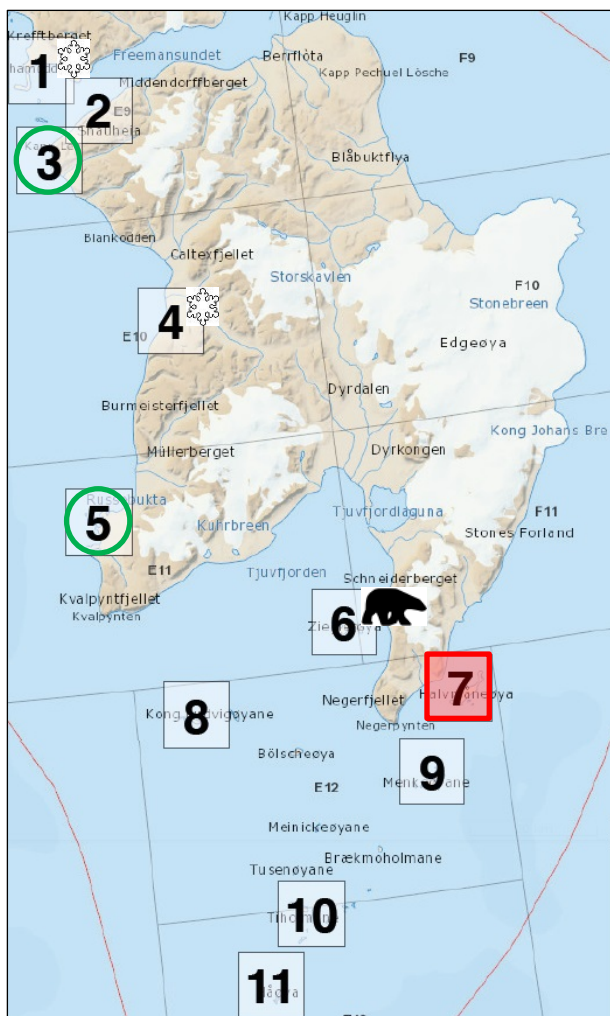 Kapp Heuglin
Krefftberget
1
Freemansundet
Berrflota
F9
Kapp Pechuel Lösche
Middendorffberget
2
E9
3
Blåbuktflya
Blankodden
Caltexfjellet
Storskavlen
F10
Stonebreen
4
E10
Edgeøya
Dyrdalen
Burmeisterfjellet
Kong Johans Bre
Müllerberget
Dyrkongen
5
Kuhrbreen
Tjuvfjordlaguna
F11
Stones Forland
E11
Tjuvfjorden
Schneiderberget
Kvalpyntfjellet
Kvalpynten
6
7
Halvmåneøya
Negerfjellet
8
Negerpynten
Bölscheøya
9
E12
Meinickeøyane
Brækmoholmane
Tusenøyane
10
11